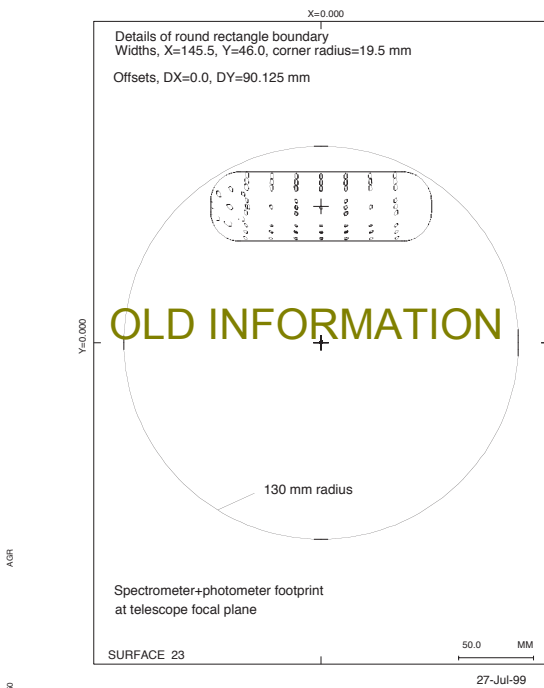 X=0.000
Details of round rectangle boundary
Widths, X=145.5, Y=46.0, corner radius=19.5 mm
Offsets, DX=0.0, DY=90.125 mm
OLD INFORMATION
Y=0.000
130 mm radius
AGR
Spectrometer+photometer footprint
at telescope focal plane
SURFACE 23
50.0 MM
27-Jul-99